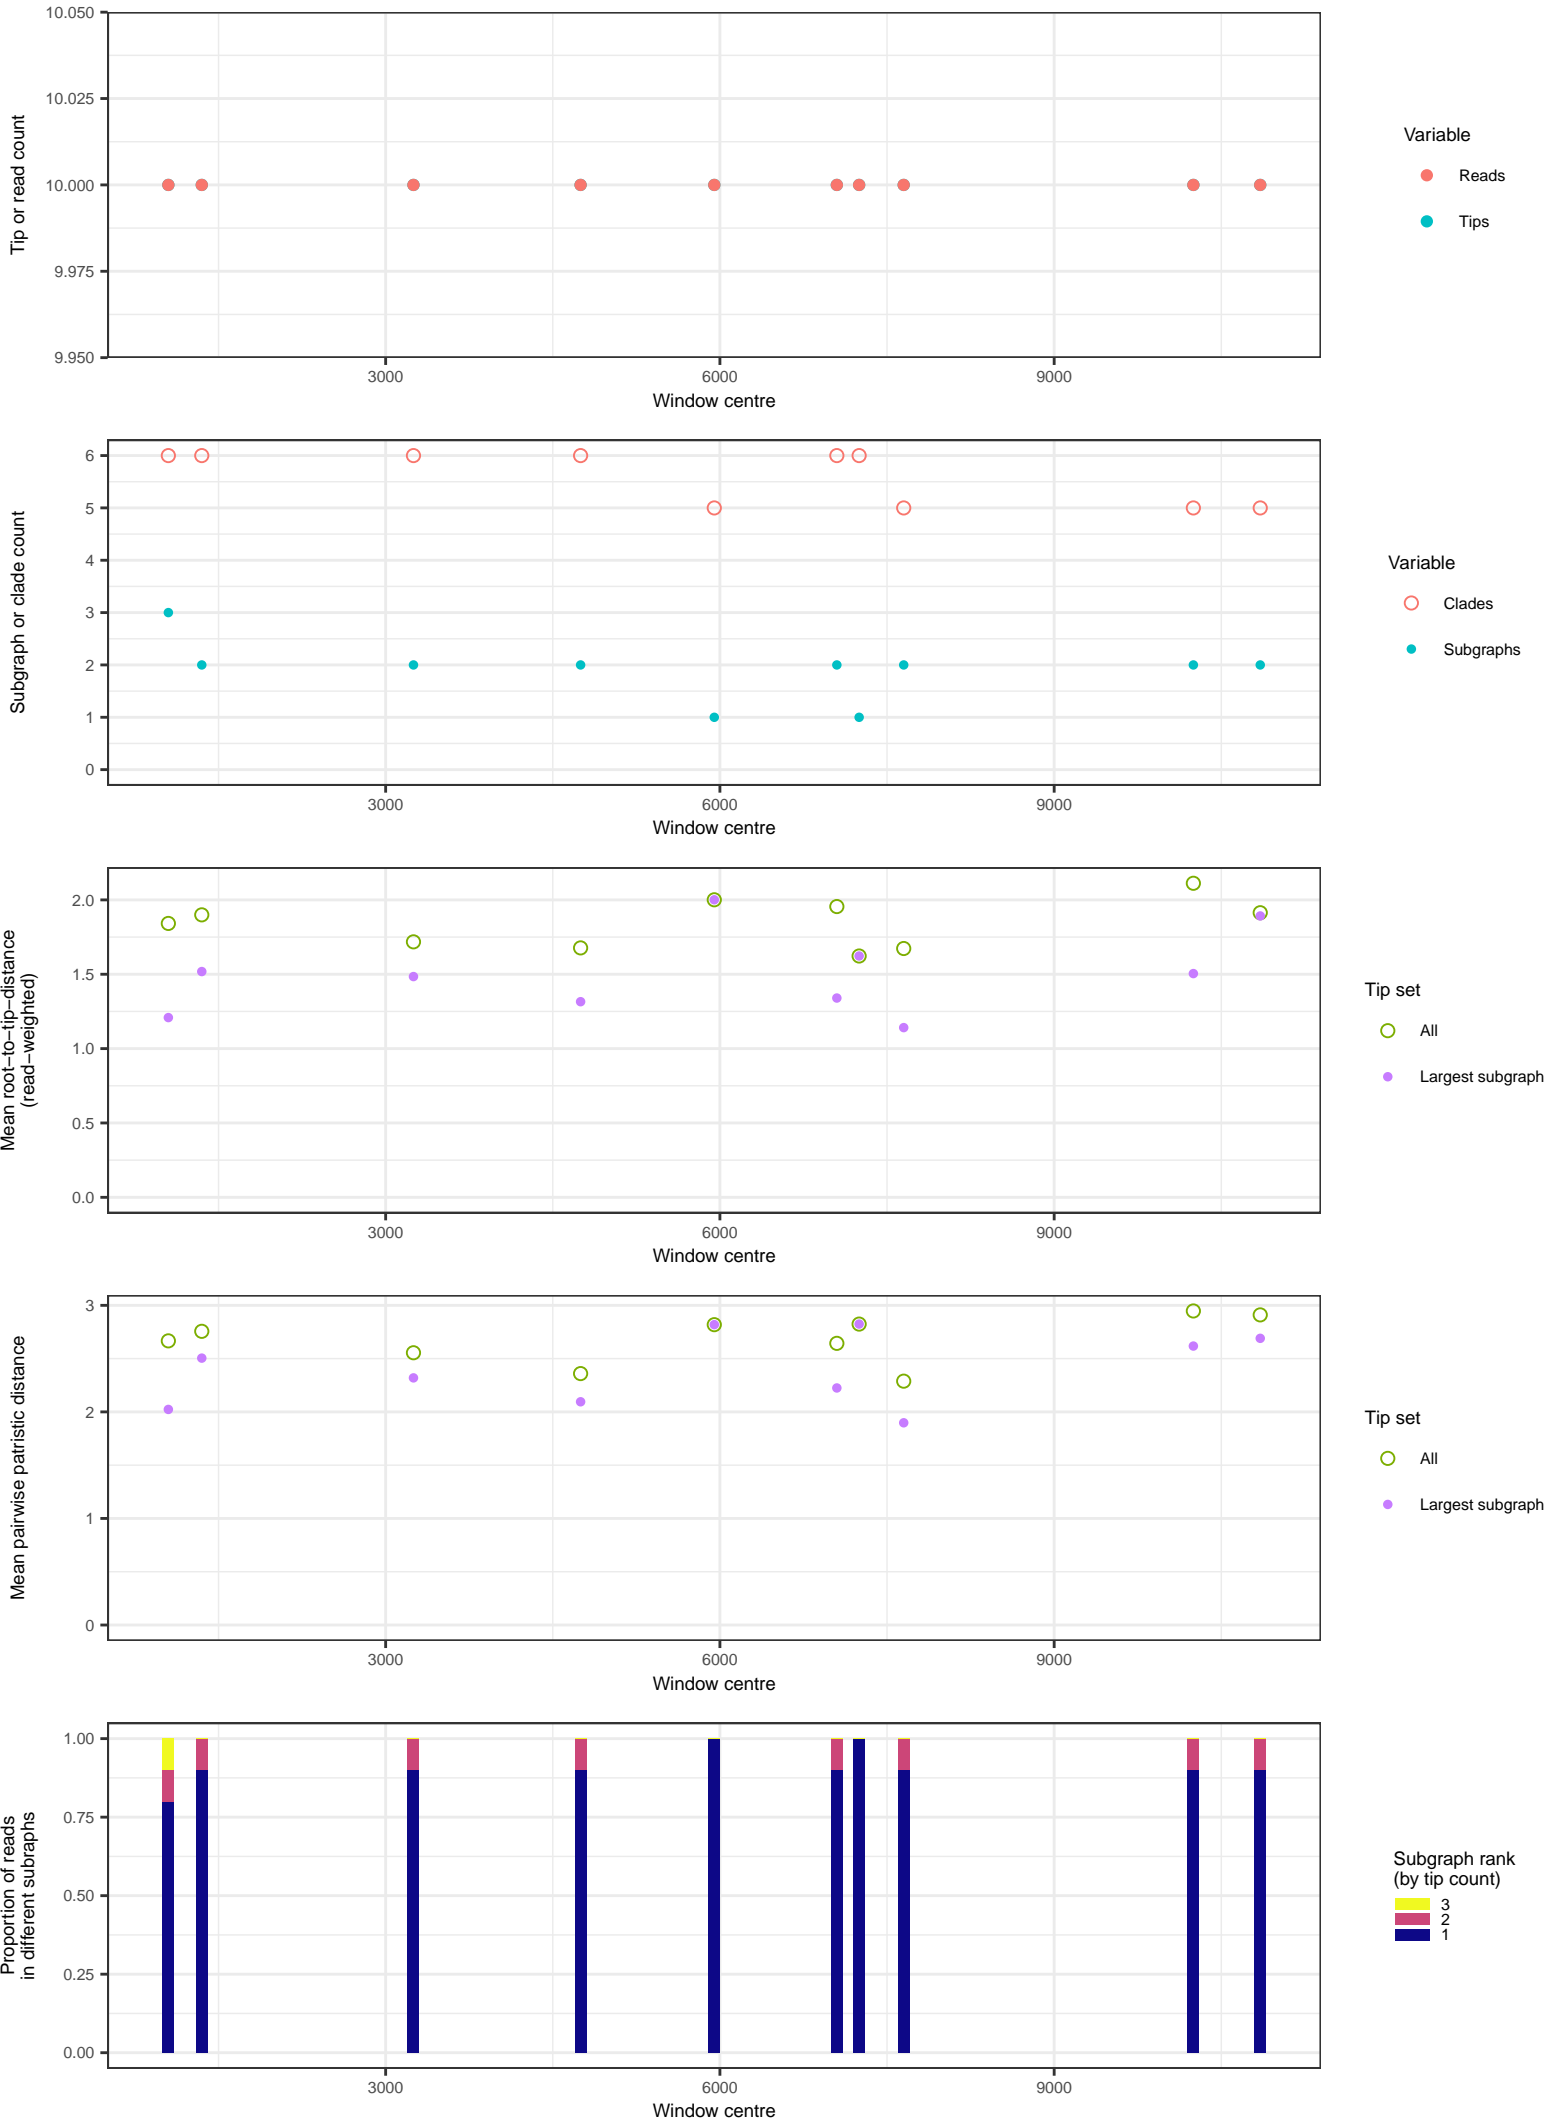 10.050
10.025
10.000
9.975
9.950
Tip or read count
3000
6000
9000
Window centre
Variable
Reads
Tips
6
5
4
3
2
1
0
Subgraph or clade count
3000
6000
9000
Window centre
Variable
Clades
Subgraphs
2.0
1.5
1.0
0.5
0.0
Mean root−to−tip−distance
(read−weighted)
3000
6000
9000
Window centre
Tip set
All
Largest subgraph
3
2
1
0
Mean pairwise patristic distance
3000
6000
9000
Window centre
Tip set
All
Largest subgraph
1.00
0.75
0.50
0.25
0.00
Proportion of reads
in different subraphs
3000
6000
9000
Window centre
Subgraph rank
(by tip count)
3
2
1